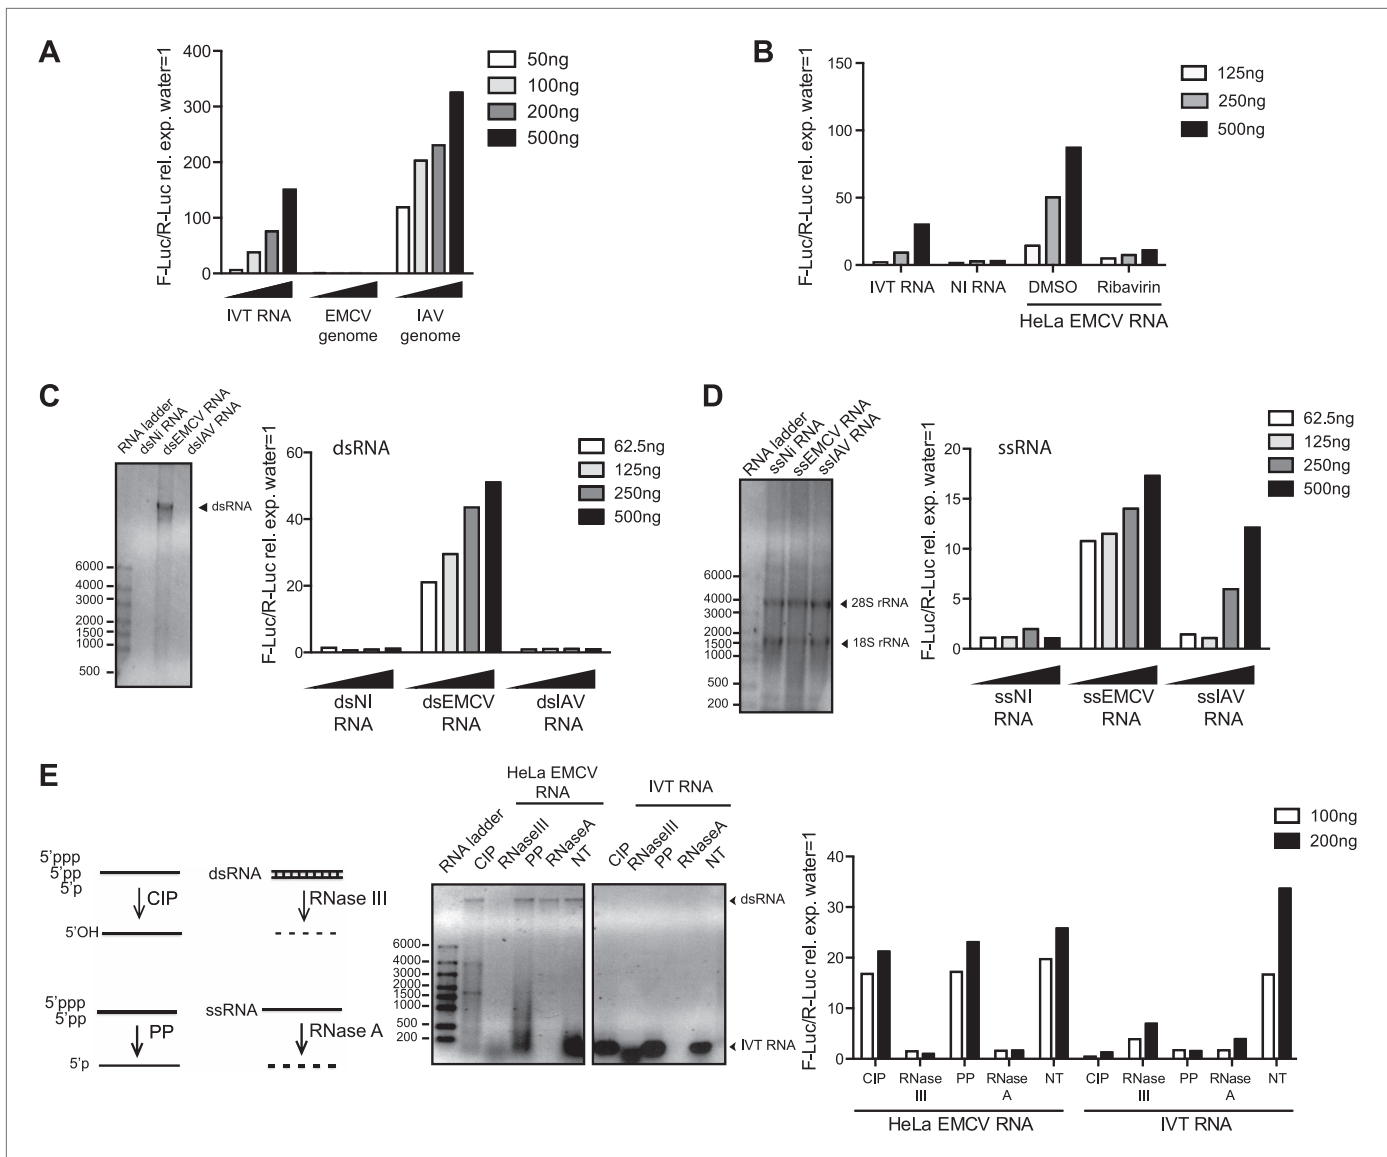 A
F-Luc/R-Luc rel. exp. water=1
400
300
200
100
0
50ng
100ng
200ng
500ng
IVT RNA
EMCV genome
IAV genome
B
F-Luc/R-Luc rel. exp. water=1
150
100
50
0
125ng
250ng
500ng
IVT RNA
NI RNA
DMSO
Ribavirin
HeLa EMCV RNA
C
RNA ladder
dsNi RNA
dsEMCV RNA
dsIAV RNA
dsRNA
6000
4000
3000
2000
1500
1000
500
F-Luc/R-Luc rel. exp. water=1
60
40
20
0
dsRNA
62.5ng
125ng
250ng
500ng
dsNI RNA
dsEMCV RNA
dsIAV RNA
D
RNA ladder
ssNi RNA
ssEMCV RNA
ssIAV RNA
6000
4000
3000
2000
1500
1000
500
200
28S rRNA
18S rRNA
F-Luc/R-Luc rel. exp. water=1
20
15
10
5
0
ssRNA
62.5ng
125ng
250ng
500ng
ssNI RNA
ssEMCV RNA
ssIAV RNA
E
5'ppp
5'pp
5'p
CIP
5'OH
dsRNA
RNase III
5'ppp
5'pp
PP
5'p
ssRNA
RNase A
HeLa EMCV RNA
IVT RNA
RNA ladder
CIP
RNaseIII
PP
RNaseA
NT
CIP
RNaseIII
PP
RNaseA
NT
6000
4000
3000
2000
1500
1000
500
200
dsRNA
IVT RNA
F-Luc/R-Luc rel. exp. water=1
40
30
20
10
0
100ng
200ng
CIP
RNase III
PP
RNase A
NT
CIP
RNase III
PP
RNase A
NT
HeLa EMCV RNA
IVT RNA